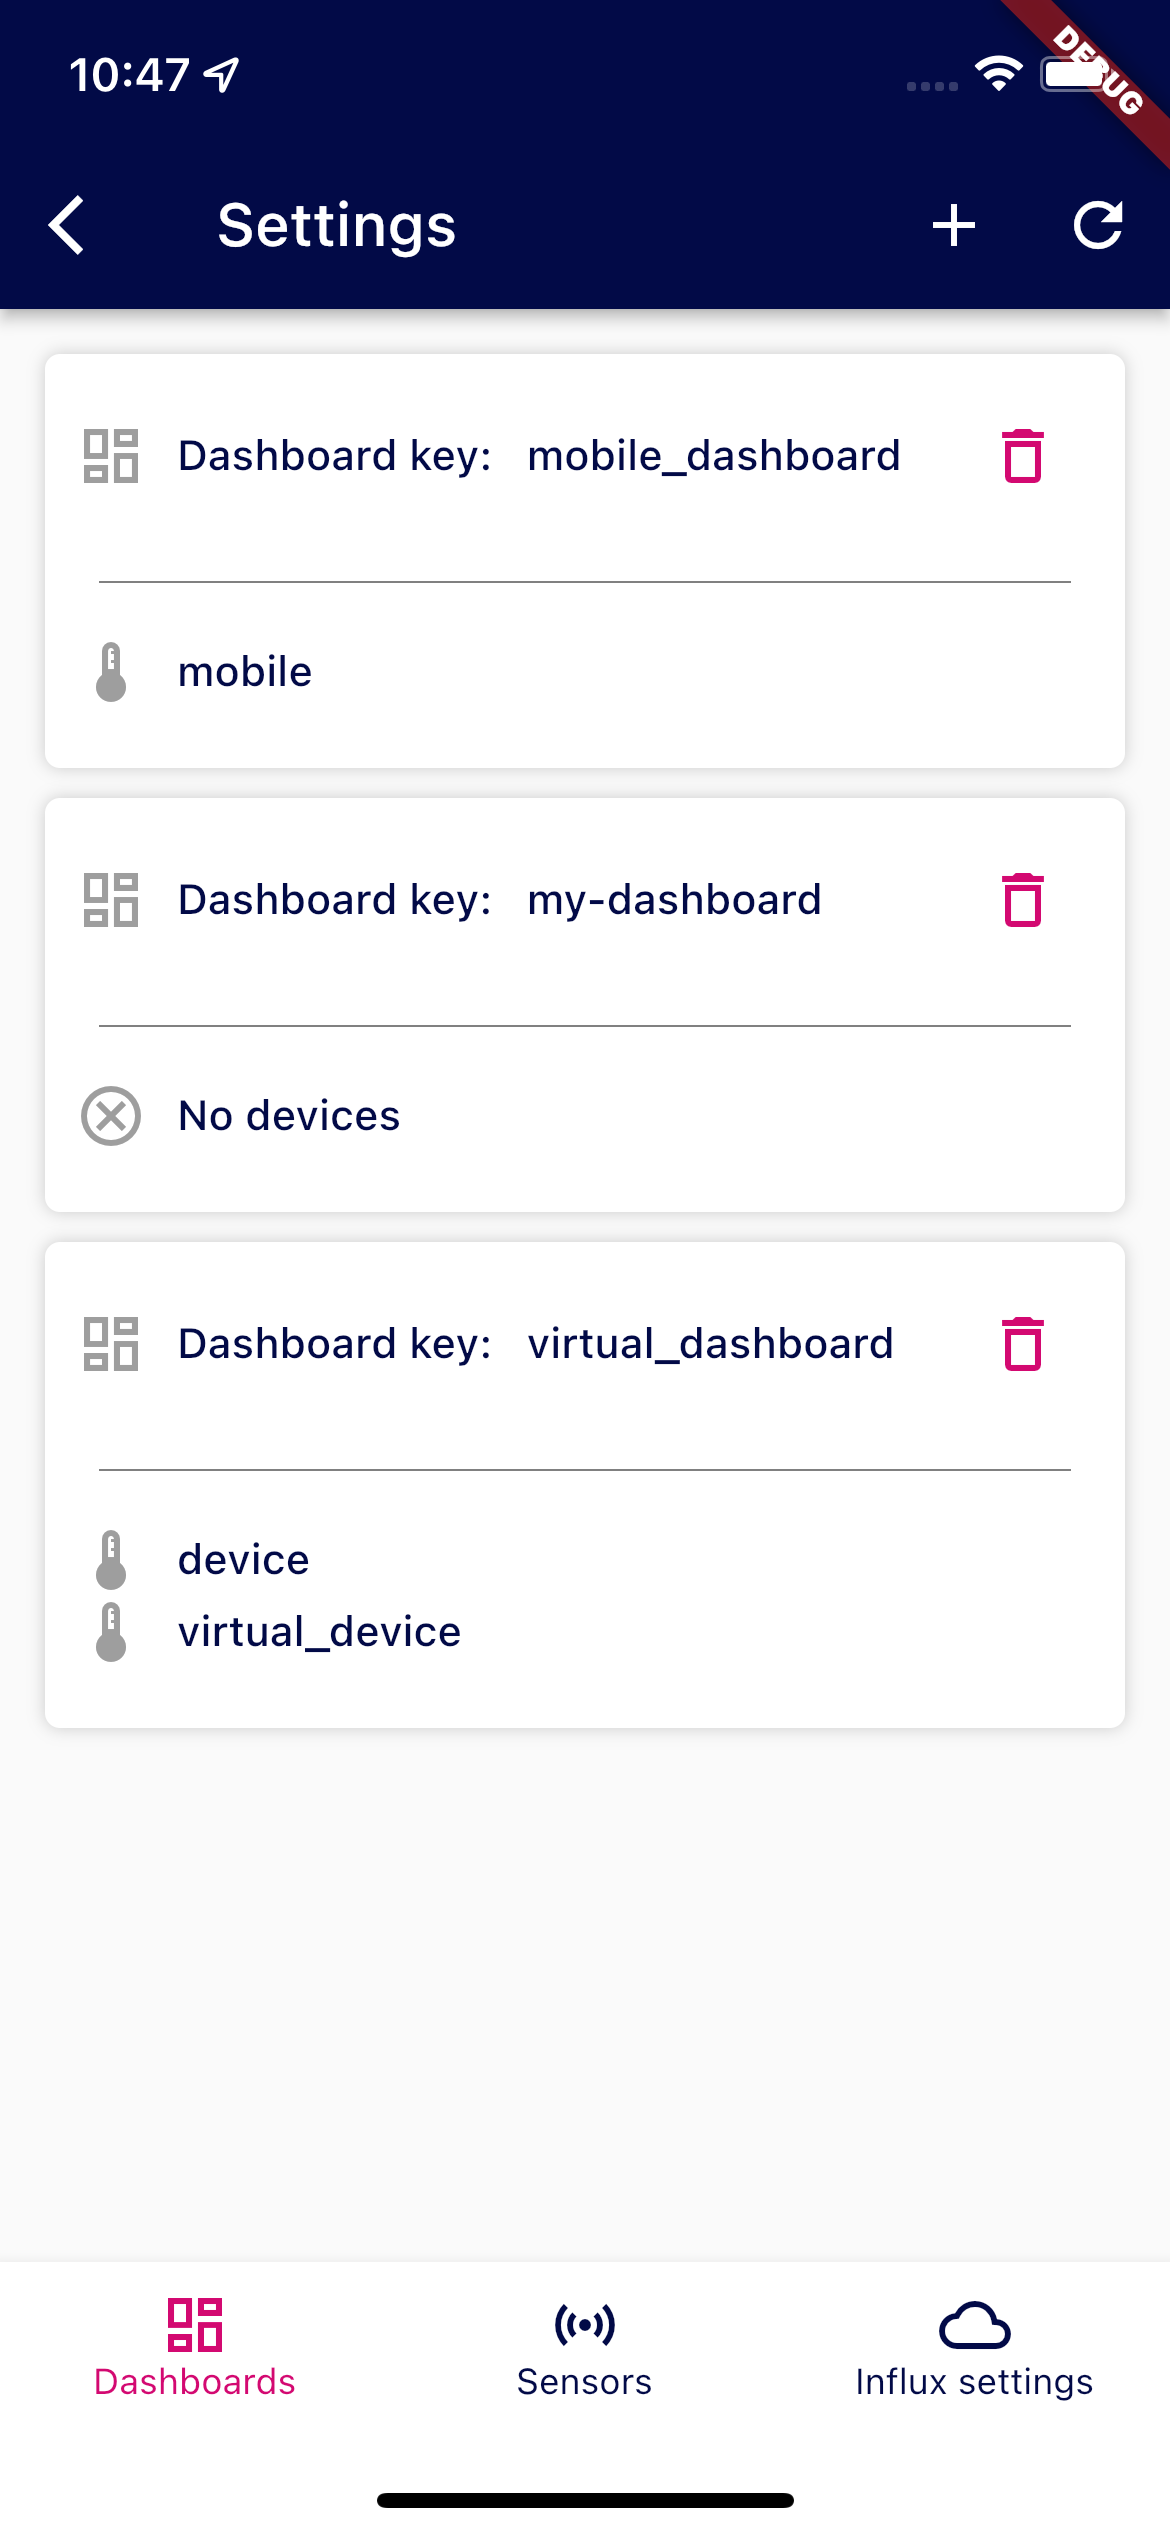 10:47
DEBUG
Settings
Dashboard key: mobile_dashboard
mobile
Dashboard key: my-dashboard
No devices
Dashboard key: virtual_dashboard
device
virtual_device
Dashboards Sensors Influx settings